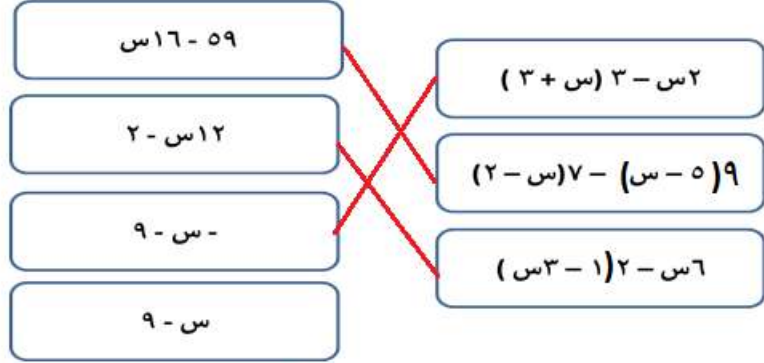 ٢س – ٣ (س + ٣ )
٩(٥ – س) – ٧(س – ٢)
٦س – ٢(١ – ٣س )
٥٩ - ١٦س
١٢س - ٢
- س - ٩
س - ٩